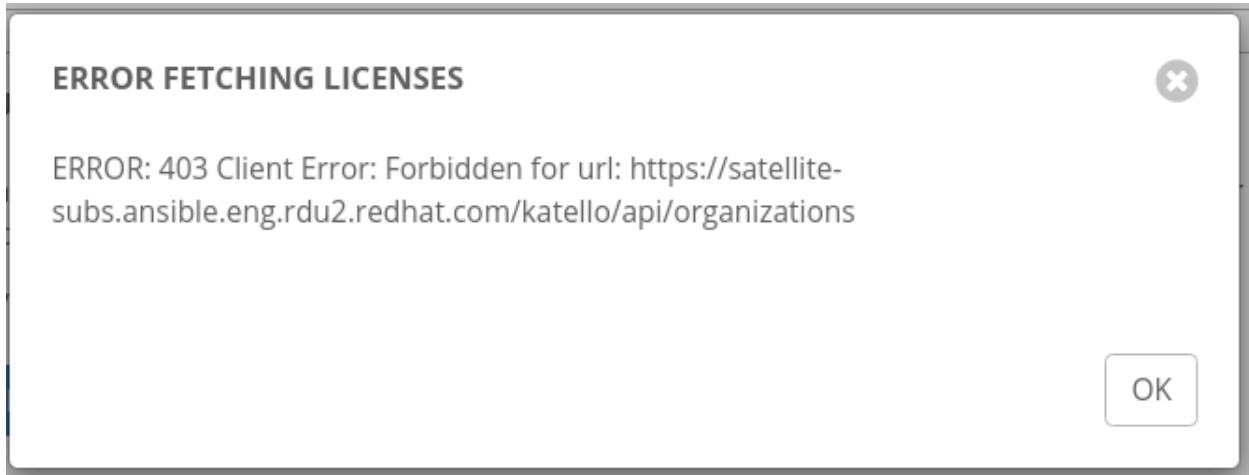 ERROR FETCHING LICENSES
ERROR: 403 Client Error: Forbidden for url: https://satellite-
subs.ansible.eng.rdu2.redhat.com/katello/api/organizations
OK